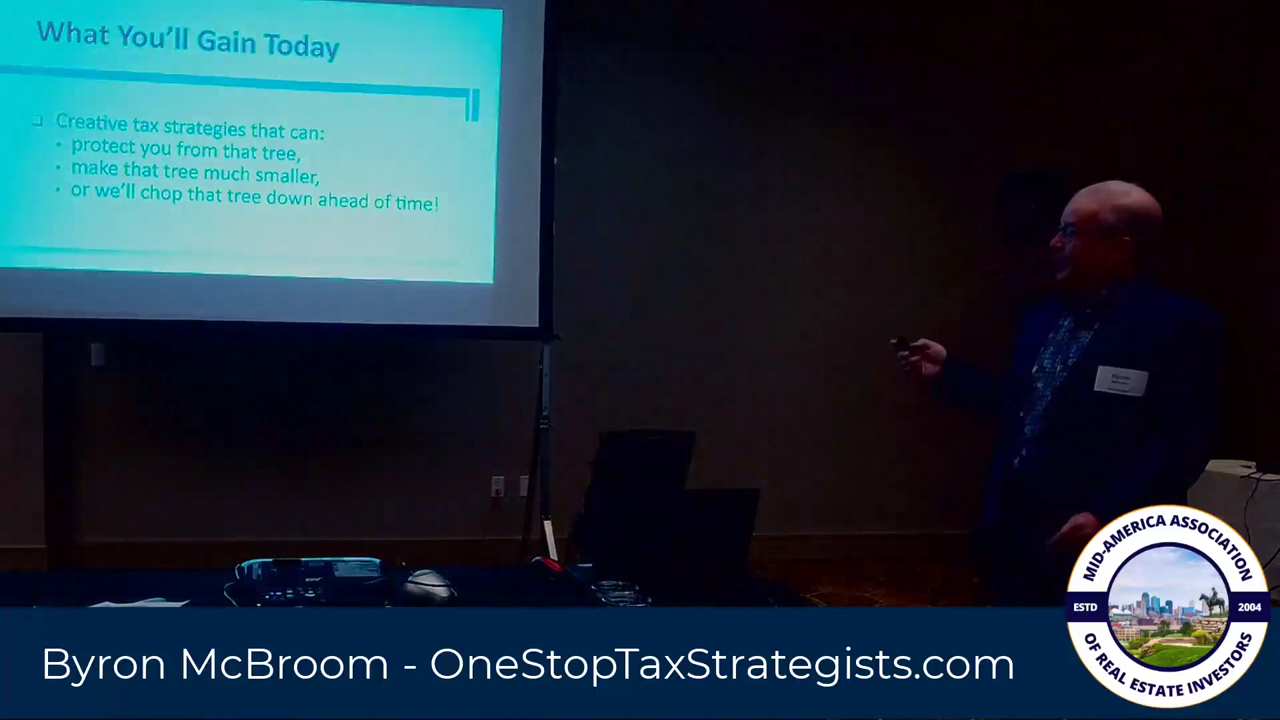 What You'll Gain Today
❑ Creative tax strategies that can:
• protect you from that tree,
• make that tree much smaller,
• or we'll chop that tree down ahead of time!
MID-AMERICA ASSOCIATION
ESTD 2004
OF REAL ESTATE INVESTORS
Byron McBroom - OneStopTaxStrategists.com